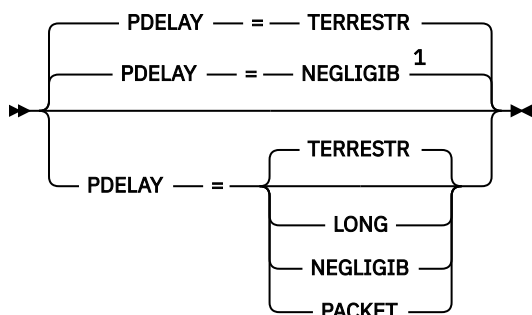 PDELAY = TERRESTR
PDELAY = NEGLIGIB 1
TERRESTR
PDELAY =
LONG
NEGLIGIB
PACKET